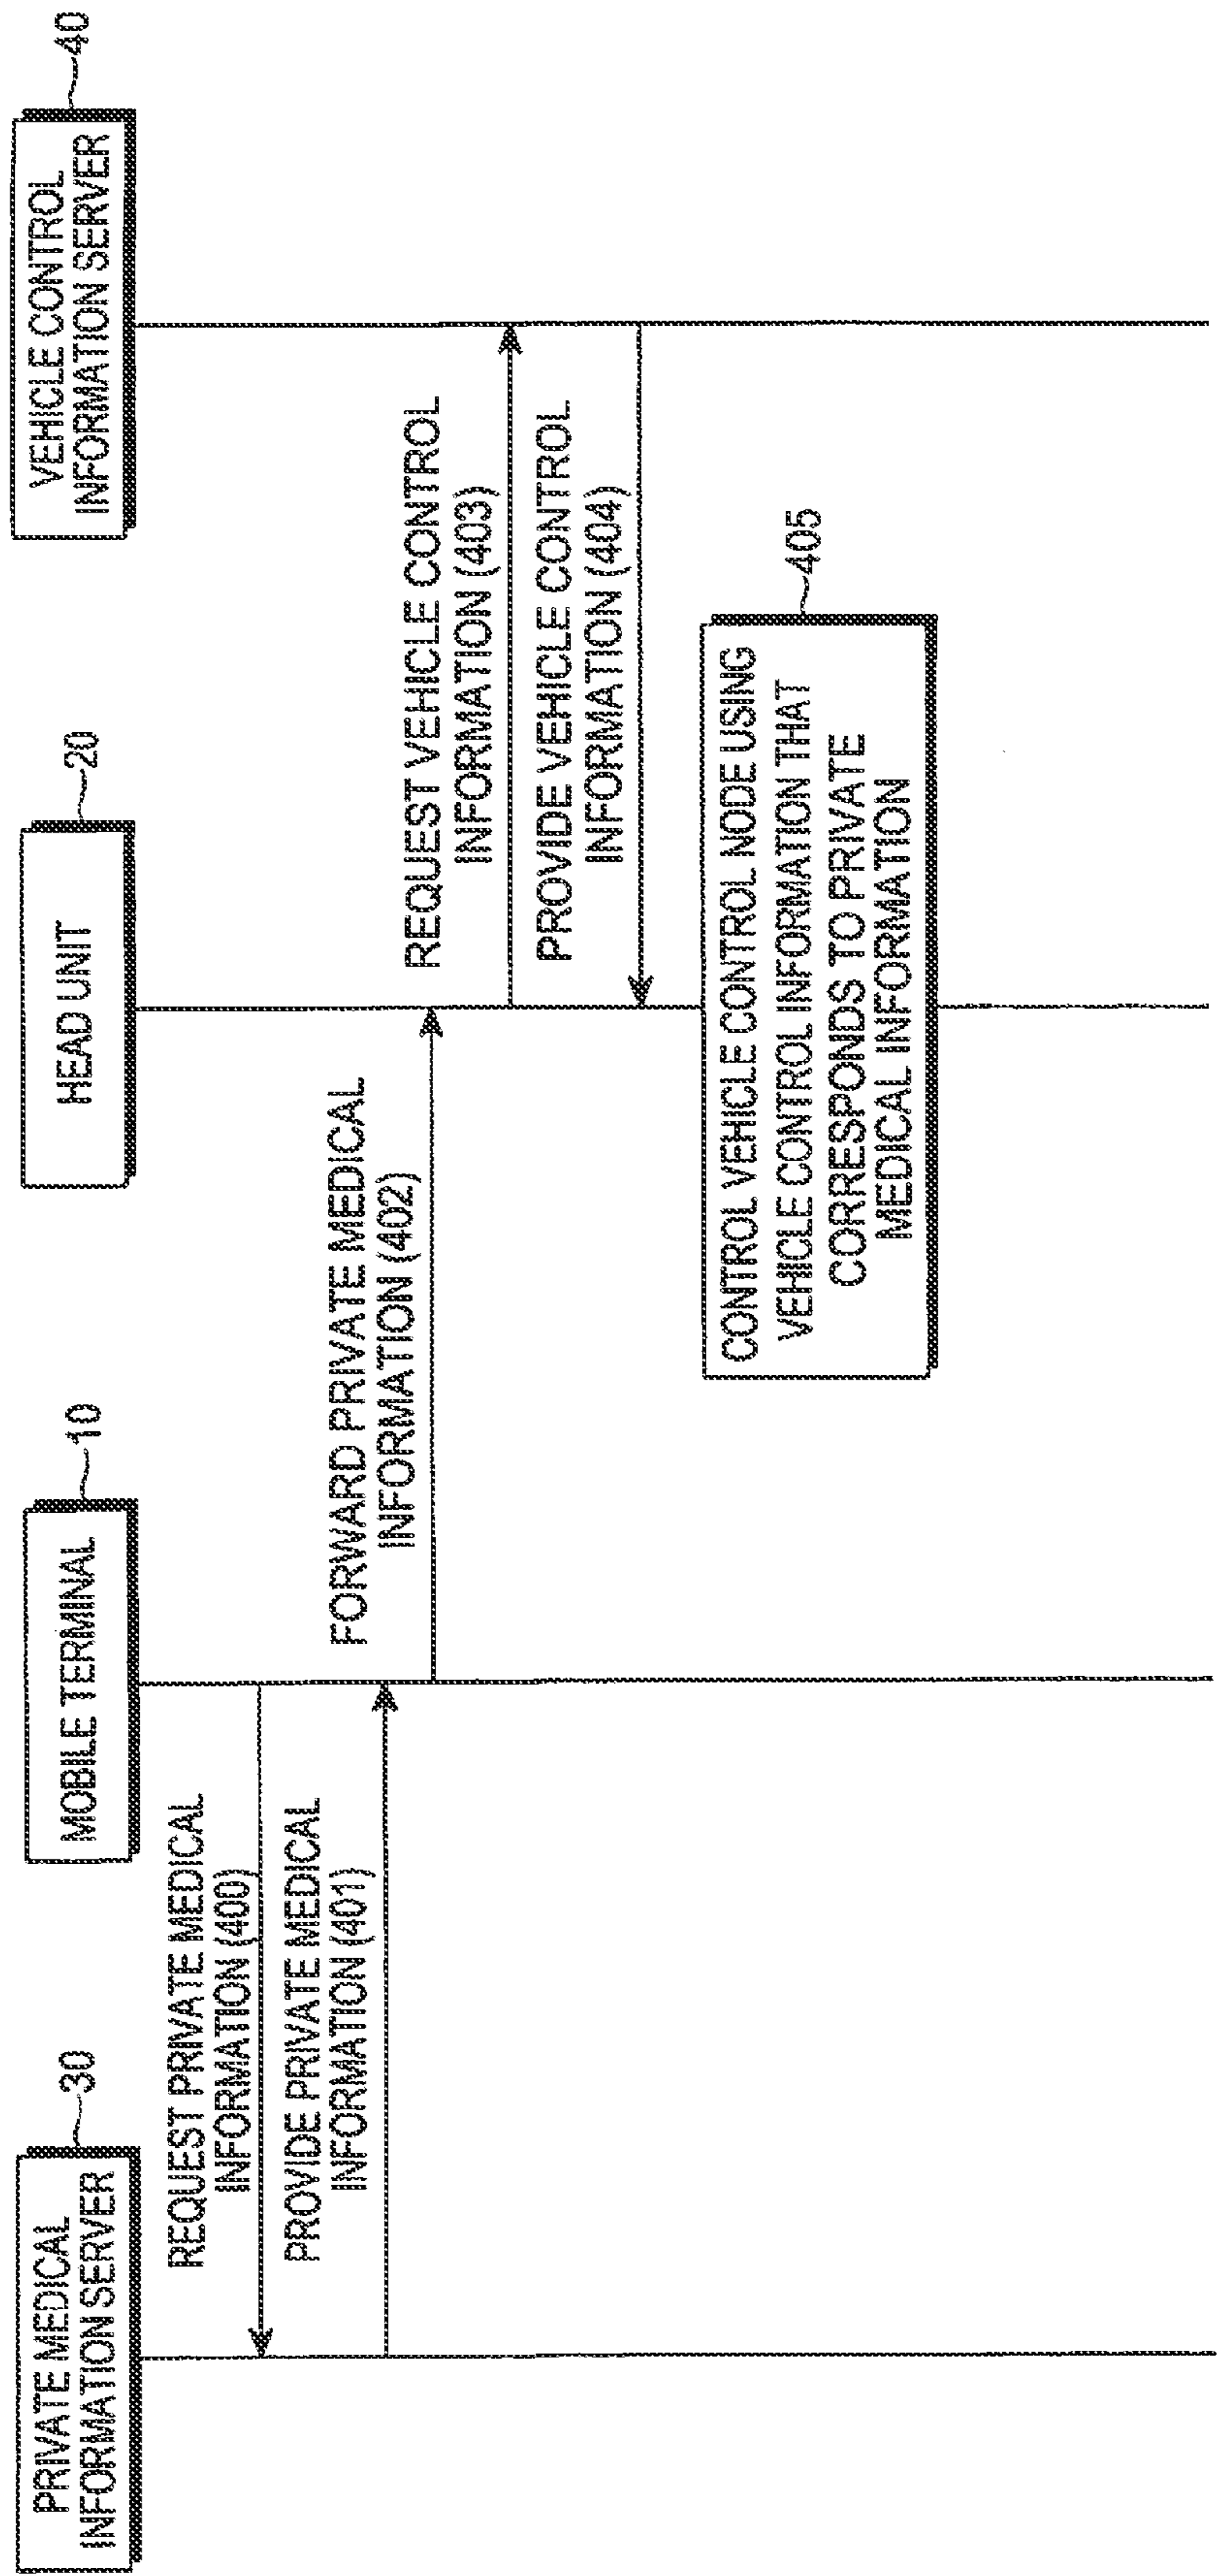 PRIVATE MEDICAL
INFORMATION SERVER
30
MOBILE TERMINAL
10
HEAD UNIT
20
VEHICLE CONTROL
INFORMATION SERVER
40
REQUEST PRIVATE MEDICAL
INFORMATION (400)
PROVIDE PRIVATE MEDICAL
INFORMATION (401)
FORWARD PRIVATE MEDICAL
INFORMATION (402)
REQUEST VEHICLE CONTROL
INFORMATION (403)
PROVIDE VEHICLE CONTROL
INFORMATION (404)
CONTROL VEHICLE CONTROL NODE USING
VEHICLE CONTROL INFORMATION THAT
CORRESPONDS TO PRIVATE
MEDICAL INFORMATION
405